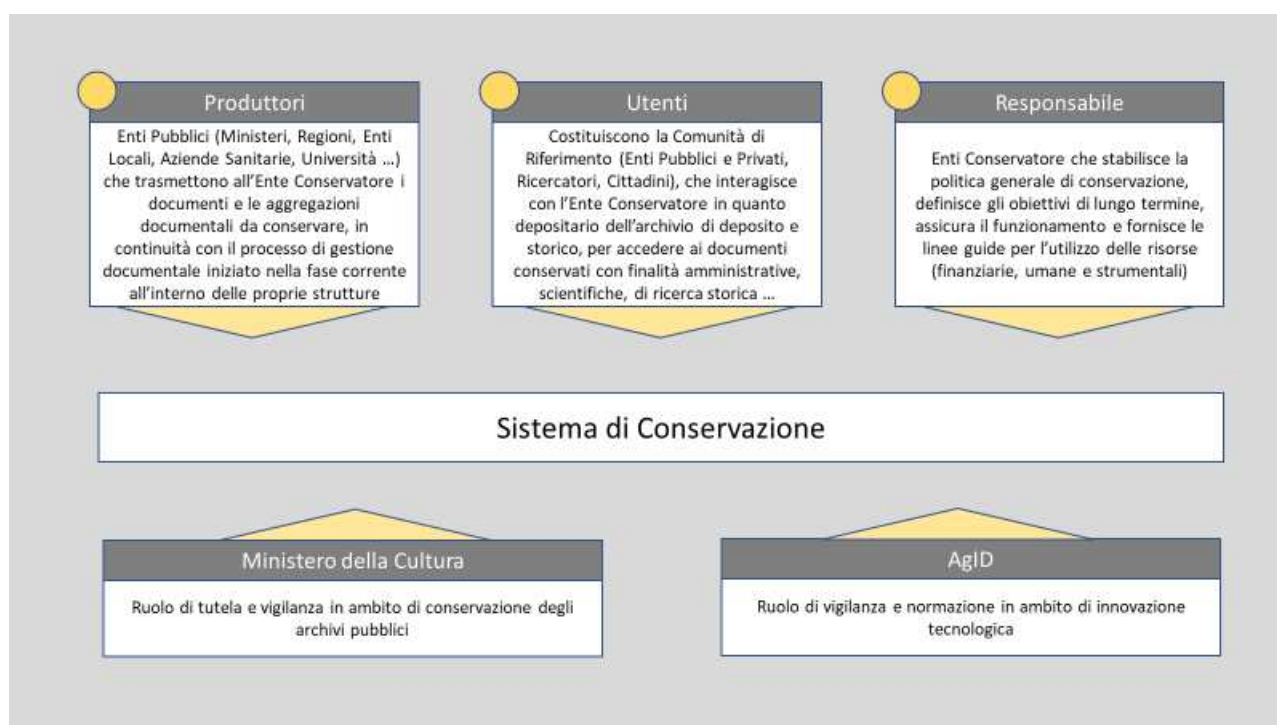 Produttori
Enti Pubblici (Ministeri, Regioni, Enti
Locali, Aziende Sanitarie, Università ...)
che trasmettono all'Ente Conservatore i
documenti e le aggregazioni
documentali da conservare, in
continuità con il processo di gestione
documentale iniziato nella fase corrente
all'interno delle proprie strutture
Utenti
Costituiscono la Comunità di
Riferimento (Enti Pubblici e Privati,
Ricercatori, Cittadini), che interagisce
con l'Ente Conservatore in quanto
depositario dell'archivio di deposito e
storico, per accedere ai documenti
conservati con finalità amministrative,
scientifiche, di ricerca storica ...
Responsabile
Enti Conservatore che stabilisce la
politica generale di conservazione,
definisce gli obiettivi di lungo termine,
assicura il funzionamento e fornisce le
linee guide per l'utilizzo delle risorse
(finanziarie, umane e strumentali)
Sistema di Conservazione
Ministero della Cultura
Ruolo di tutela e vigilanza in ambito di conservazione degli
archivi pubblici
AgID
Ruolo di vigilanza e normazione in ambito di innovazione
tecnologica